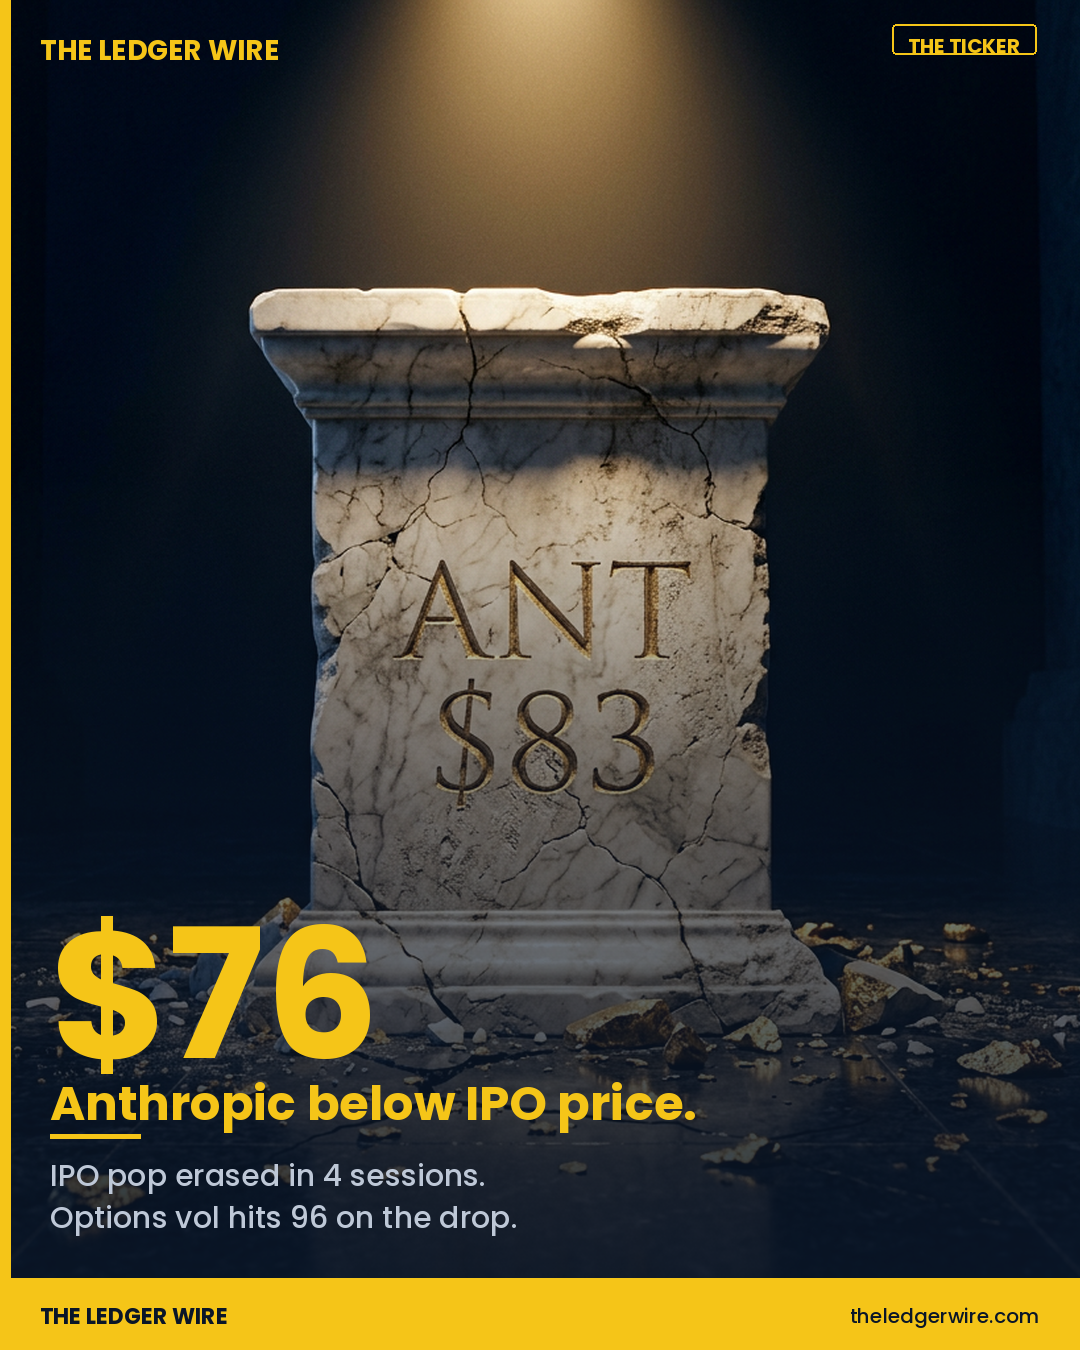 THE LEDGER WIRE
THE TICKER
ANT
$83
$76
Anthropic below IPO price.
IPO pop erased in 4 sessions.
Options vol hits 96 on the drop.
THE LEDGER WIRE
theledgerwire.com